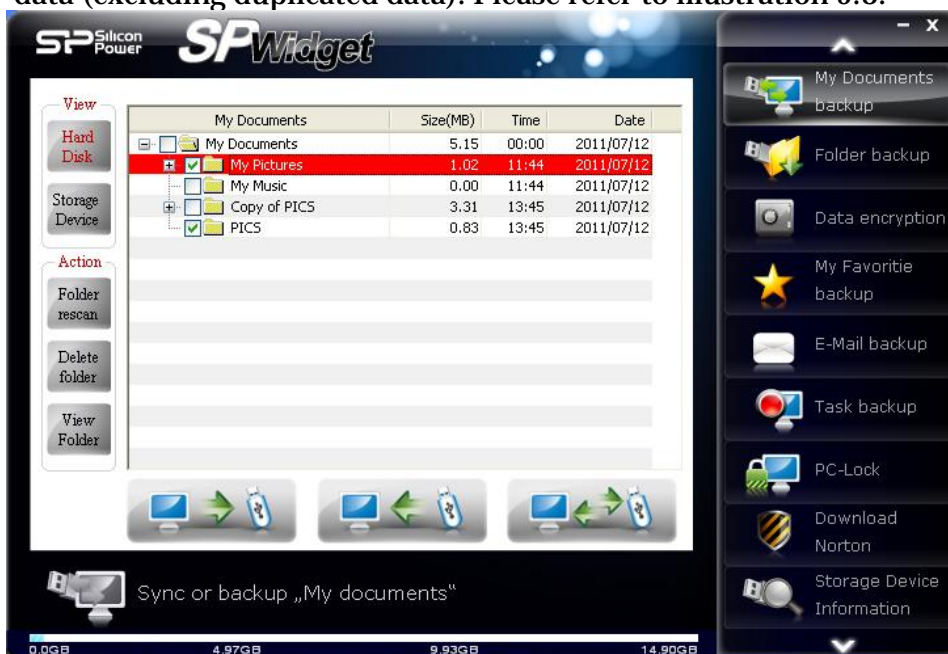 data (excluding duplicated data). Please refer to illustration
SP Silicon Power
SPWidget
- x
View
Hard
Disk
Storage
Device
Action
Folder
rescan
Delete
folder
View
Folder
My Documents Size(MB) Time Date
My Documents 5.15 00:00 2011/07/12
My Pictures 1.02 11:44 2011/07/12
My Music 0.00 11:44 2011/07/12
Copy of PICS 3.31 13:45 2011/07/12
PICS 0.83 13:45 2011/07/12
Sync or backup „My documents“
0.0GB 4.97GB 9.93GB 14.90GB
My Documents
backup
Folder backup
Data encryption
My Favoritie
backup
E-Mail backup
Task backup
PC-Lock
Download
Norton
Storage Device
Information